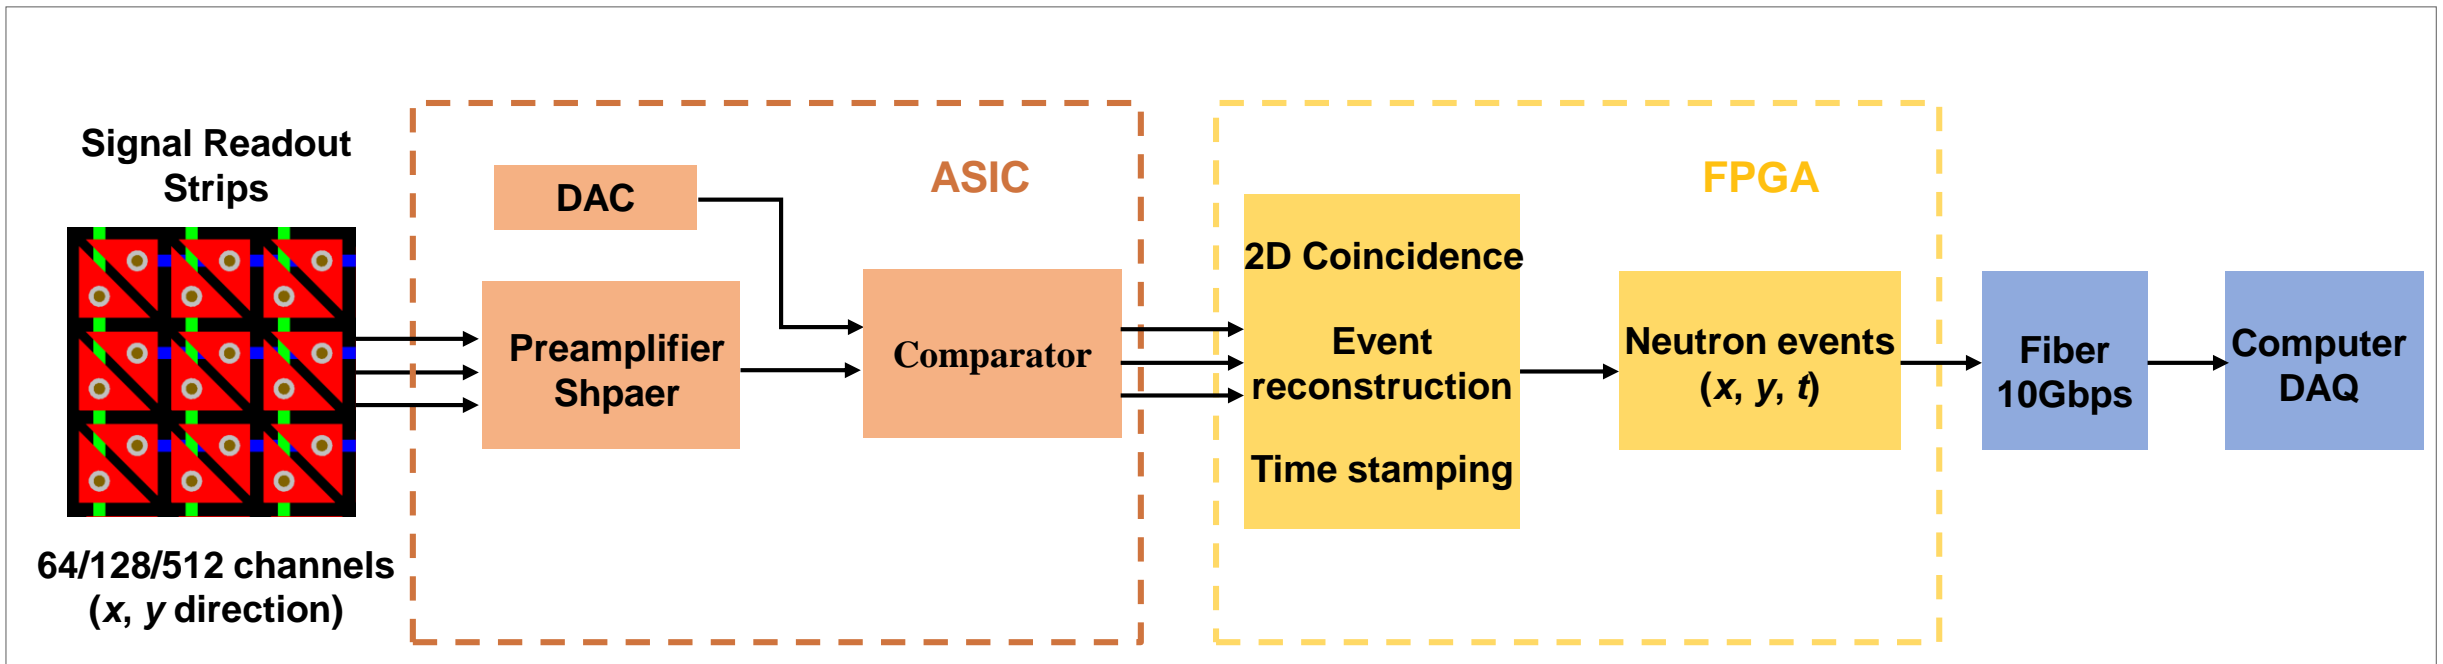 Signal Readout
Strips
64/128/512 channels
(x, y direction)
ASIC
DAC
Preamplifier
Shpaer
Comparator
FPGA
2D Coincidence
Event
reconstruction
Time stamping
Neutron events
(x, y, t)
Fiber
10Gbps
Computer
DAQ